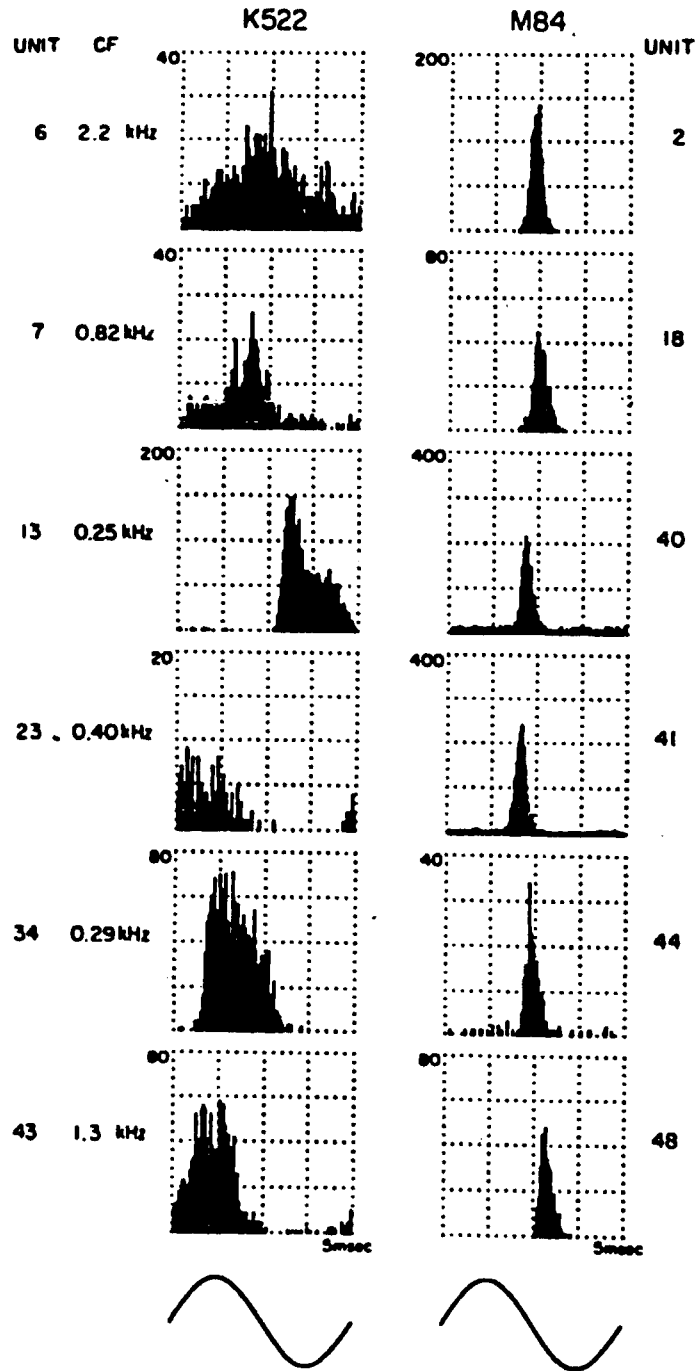 K522 M84
UNIT CF UNIT
40 200
6 2.2 kHz 2
40 80
7 0.82 kHz 18
200 400
13 0.25 kHz 40
20 400
23 0.40 kHz 41
80 40
34 0.29 kHz 44
80 80
43 1.3 kHz 48
5msec 5msec